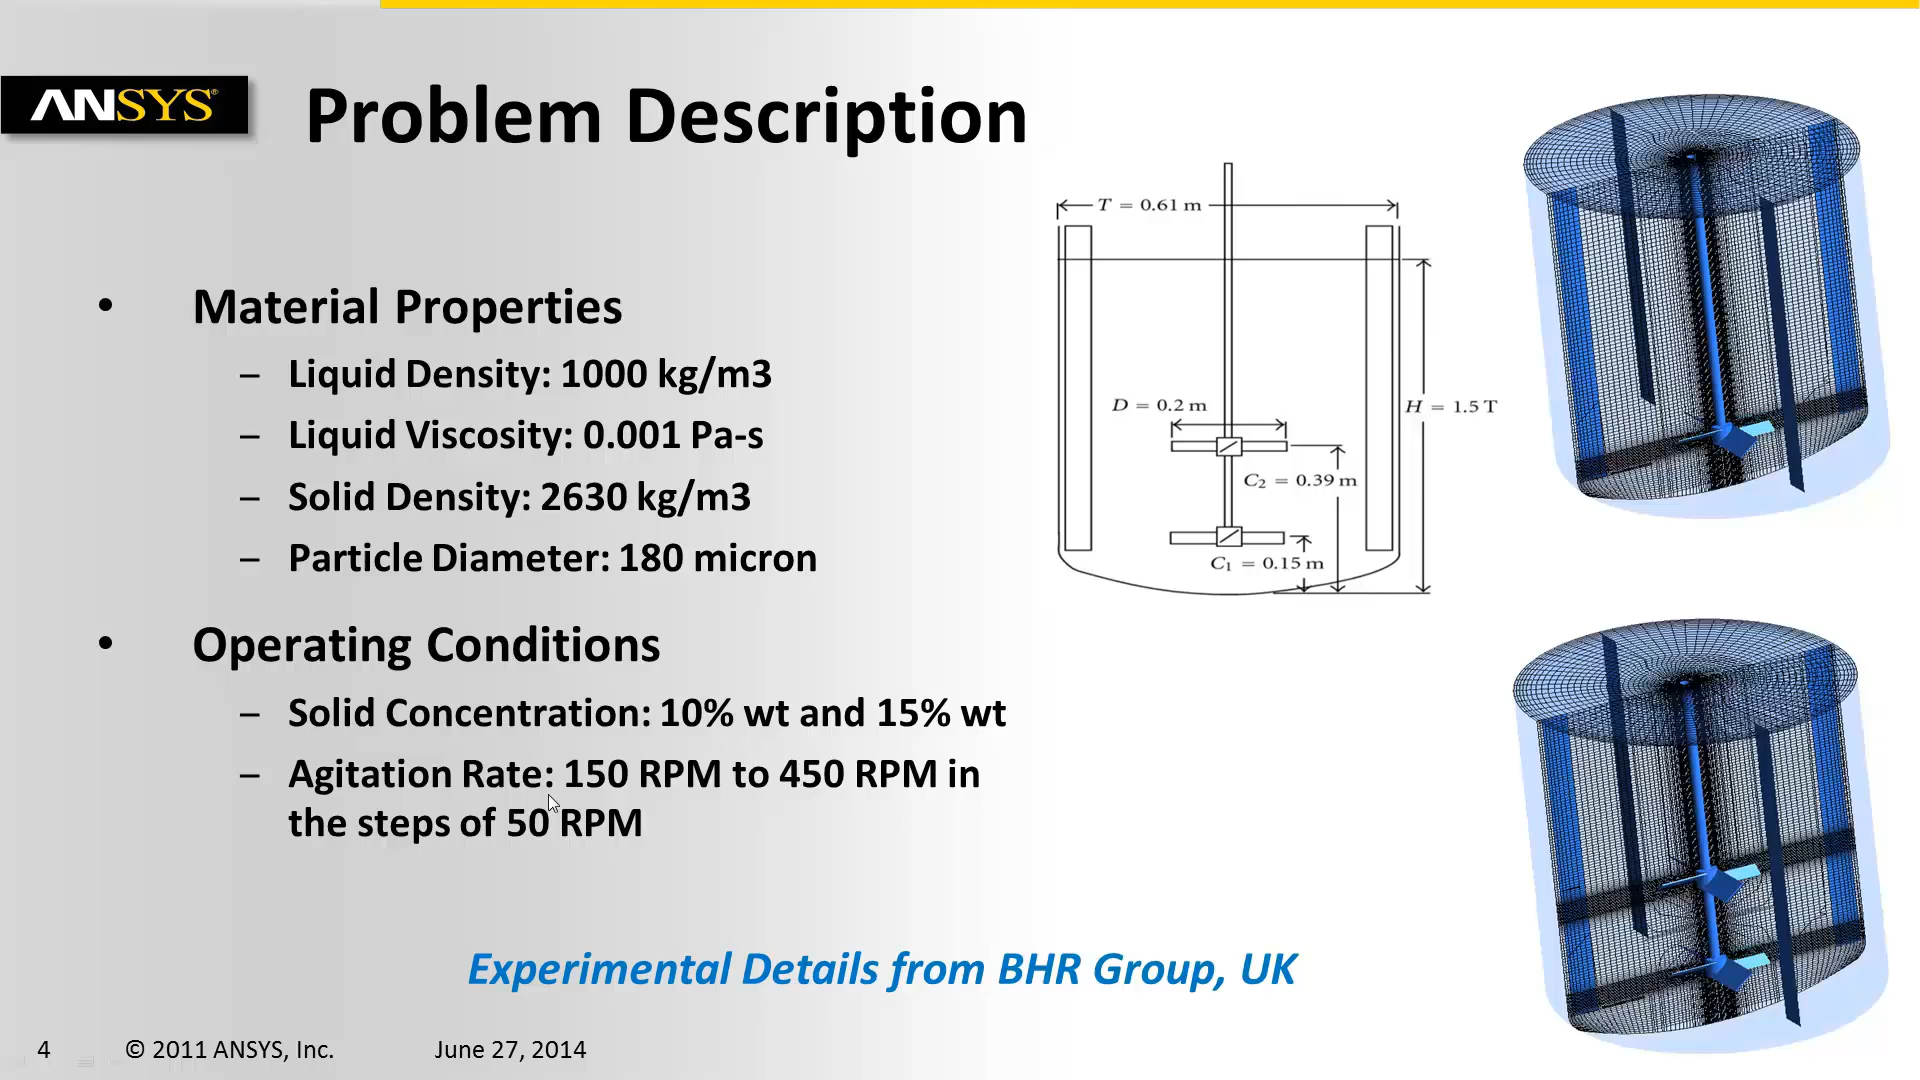 ANSYS®
Problem Description
• Material Properties
– Liquid Density: 1000 kg/m3
– Liquid Viscosity: 0.001 Pa-s
– Solid Density: 2630 kg/m3
– Particle Diameter: 180 micron
• Operating Conditions
– Solid Concentration: 10% wt and 15% wt
– Agitation Rate: 150 RPM to 450 RPM in
the steps of 50 RPM
T = 0.61 m
D = 0.2 m
H = 1.5 T
C₂ = 0.39 m
C₁ = 0.15 m
Experimental Details from BHR Group, UK
4 © 2011 ANSYS, Inc. June 27, 2014